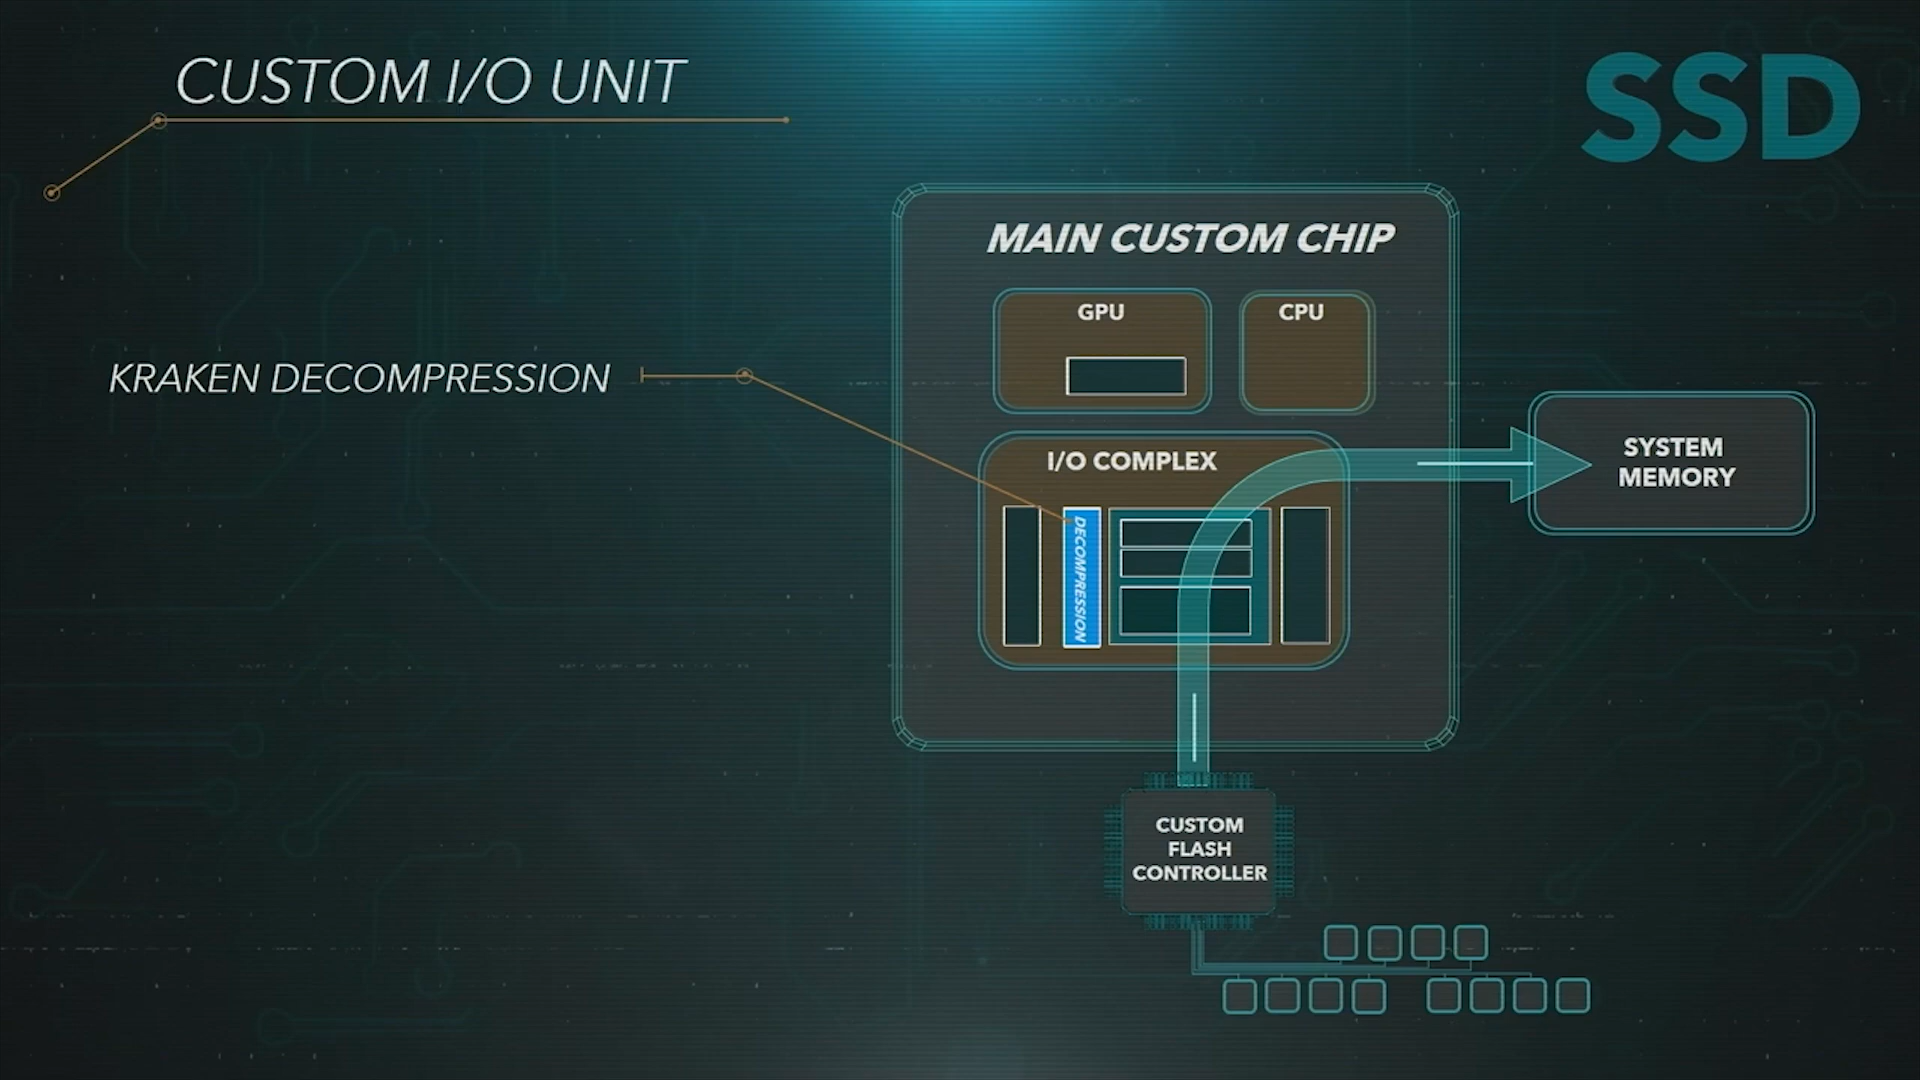 CUSTOM I/O UNIT
SSD
MAIN CUSTOM CHIP
GPU
CPU
KRAKEN DECOMPRESSION
I/O COMPLEX
DECOMPRESSION
SYSTEM
MEMORY
CUSTOM
FLASH
CONTROLLER